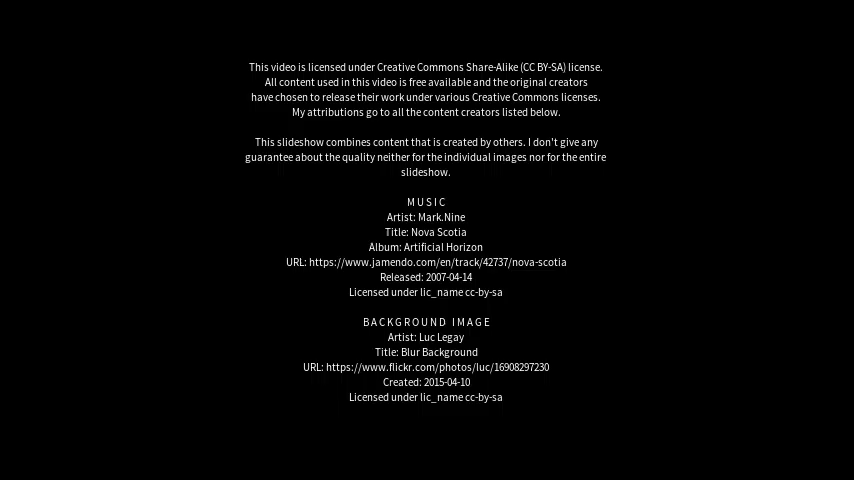 This video is licensed under Creative Commons Share-Alike (CC BY-SA) license.
All content used in this video is free available and the original creators
have chosen to release their work under various Creative Commons licenses.
My attributions go to all the content creators listed below.
This slideshow combines content that is created by others. I don't give any
guarantee about the quality neither for the individual images nor for the entire
slideshow.
MUSIC
Artist: Mark.Nine
Title: Nova Scotia
Album: Artificial Horizon
URL: https://www.jamendo.com/en/track/42737/nova-scotia
Released: 2007-04-14
Licensed under lic_name cc-by-sa
BACKGROUND IMAGE
Artist: Luc Legay
Title: Blur Background
URL: https://www.flickr.com/photos/luc/16908297230
Created: 2015-04-10
Licensed under lic_name cc-by-sa